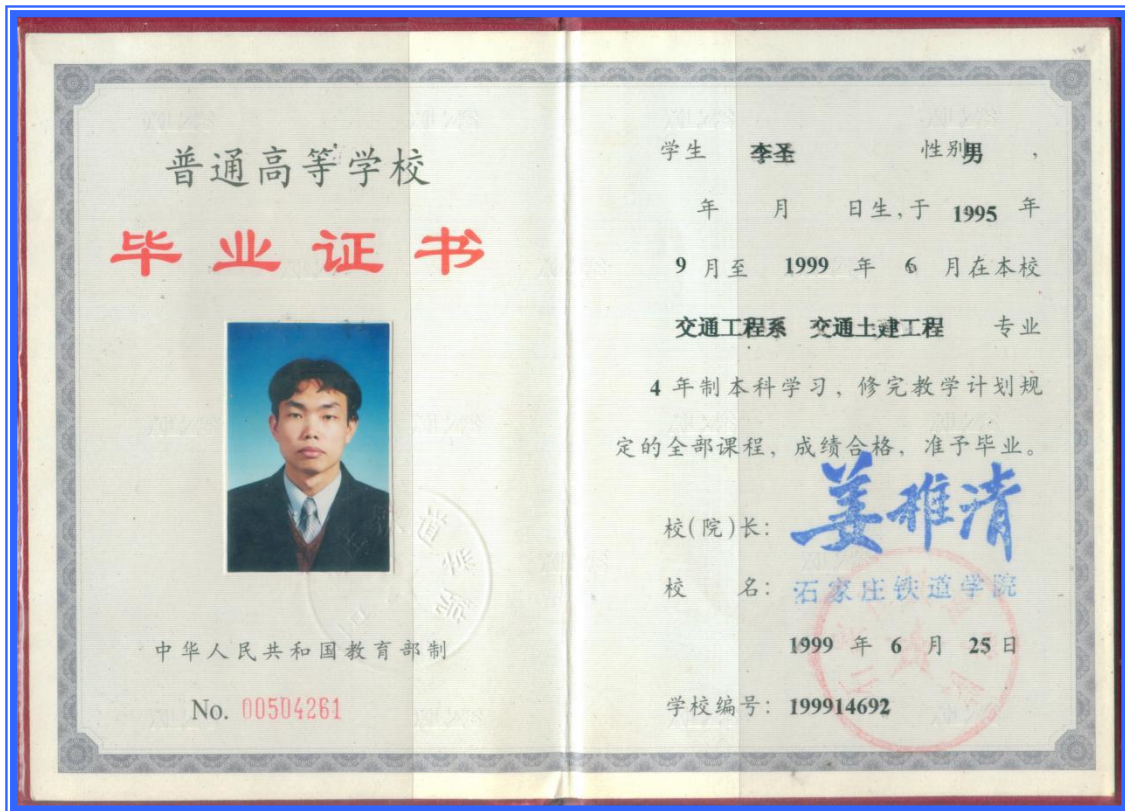 普通高等学校
毕业证书
中华人民共和国教育部制
No. 00504261
学生 李圣 性别男,
年 月 日生,于 1995 年
9 月至 1999 年 6 月在本校
交通工程系 交通土建工程 专业
4 年制本科学习,修完教学计划规
定的全部课程,成绩合格,准予毕业。
校(院)长: 姜稚清
校 名: 石家庄铁道学院
1999 年 6 月 25 日
学校编号: 199914692